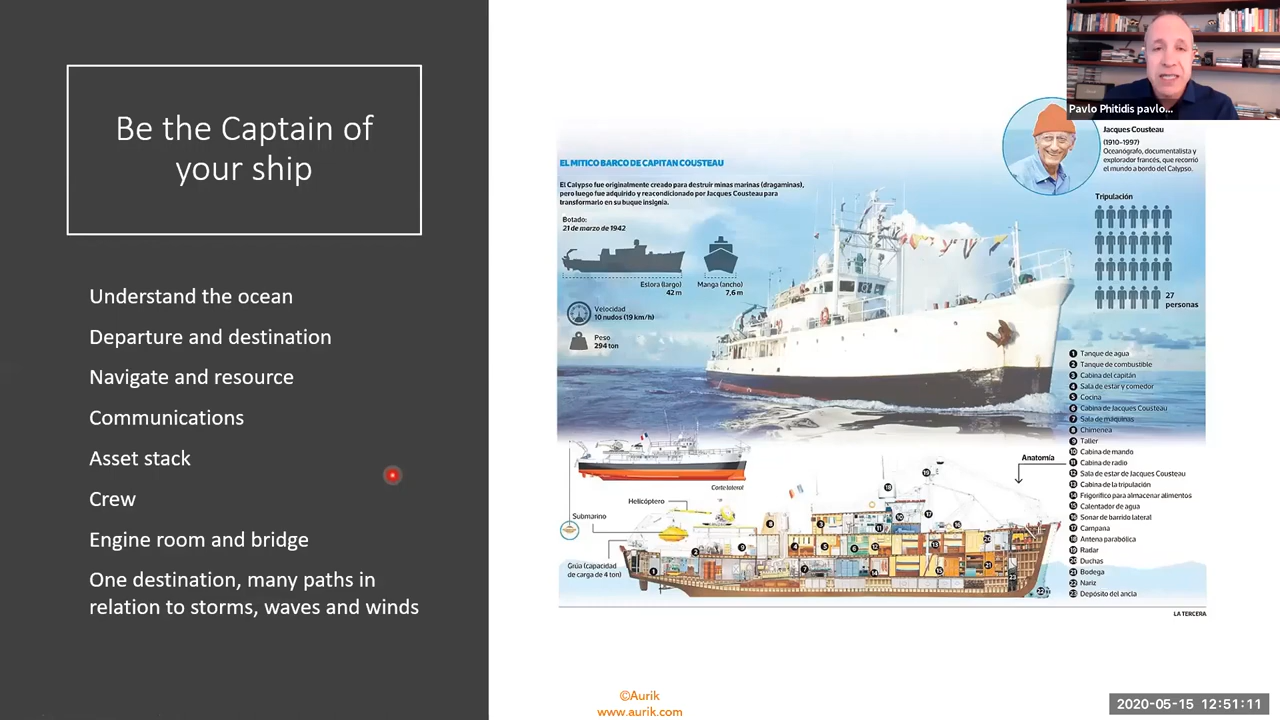 Be the Captain of
your ship
Understand the ocean
Departure and destination
Navigate and resource
Communications
Asset stack
Crew
Engine room and bridge
One destination, many paths in
relation to storms, waves and winds
EL MITICO BARCO DE CAPITAN COUSTEAU
El Calypso fue originalmente creado para destruir minas marinas (dragaminas),
pero luego fue adquirido y reacondicionado por Jacques Cousteau para
transformarlo en su buque insignia.
Botado:
21 de marzo de 1942
Eslora (largo)
42 m
Manga (ancho)
7,6 m
Velocidad
10 nudos (19 km/h)
Peso
294 ton
Pavlo Phitidis pavlo...
Jacques Cousteau
(1910-1997)
Oceanógrafo, documentalista y
explorador francés, que recorrió
el mundo a bordo del Calypso.
Tripulación
27
personas
1 Tanque de agua
2 Tanque de combustible
3 Cabina del capitán
4 Sala de estar y comedor
5 Cocina
6 Cabina de Jacques Cousteau
7 Sala de máquinas
8 Chimenea
9 Taller
10 Cabina de mando
11 Cabina de radio
12 Sala de estar de Jacques Cousteau
13 Cabina de la tripulación
14 Frigorífico para almacenar alimentos
15 Calentador de agua
16 Sonar de barrido lateral
17 Campana
18 Antena parabólica
19 Radar
20 Duchas
21 Bodega
22 Nariz
23 Depósito del ancla
Anatomía
Corte lateral
Helicóptero
Submarino
Grúa (capacidad
de carga de 4 ton)
LA TERCERA
©Aurik
www.aurik.com
2020-05-15 12:51:11